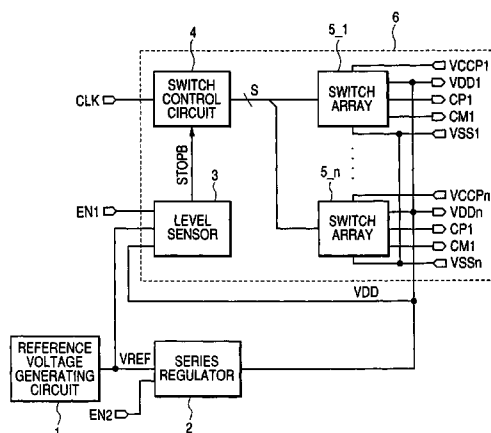 4
5_1
6
CLK
SWITCH
CONTROL
CIRCUIT
S
SWITCH
ARRAY
VCCP1
VDD1
CP1
CM1
VSS1
STOPB
3
5_n
EN1
LEVEL
SENSOR
SWITCH
ARRAY
VCCPn
VDDn
CP1
CM1
VSSn
VDD
REFERENCE
VOLTAGE
GENERATING
CIRCUIT
VREF
SERIES
REGULATOR
EN2
1
2